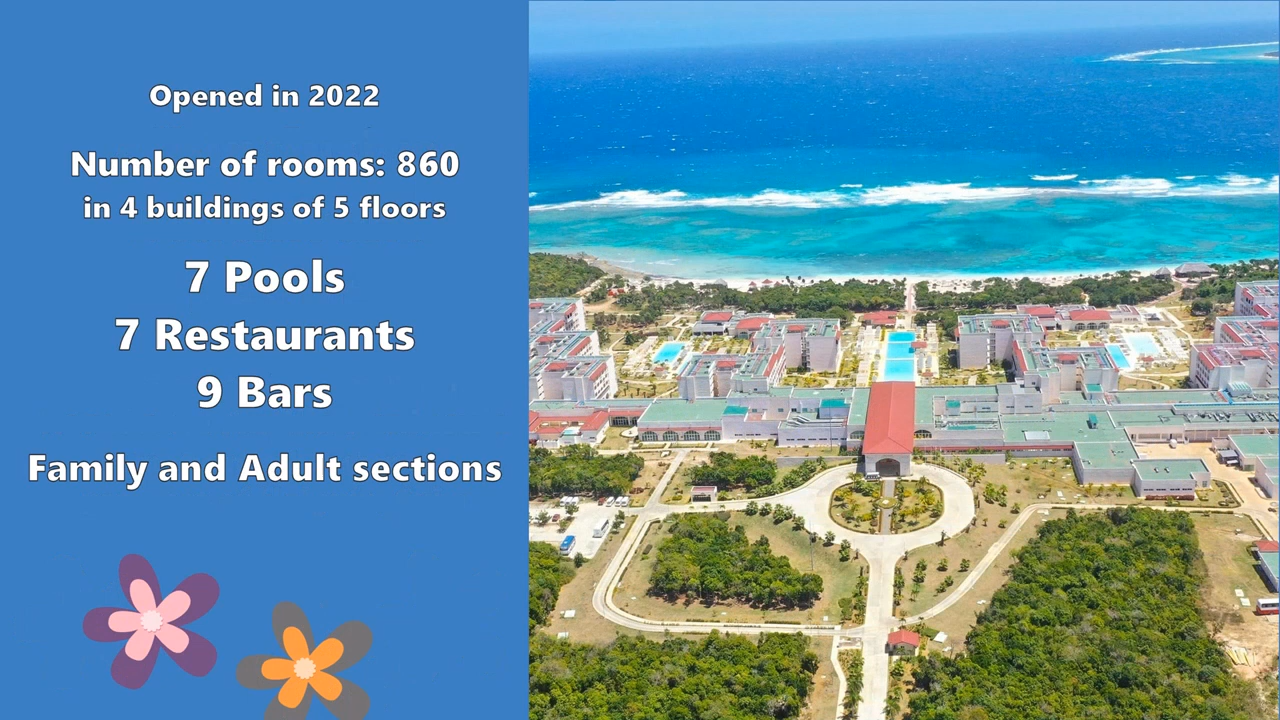 Opened in 2022
Number of rooms: 860
in 4 buildings of 5 floors
7 Pools
7 Restaurants
9 Bars
Family and Adult sections